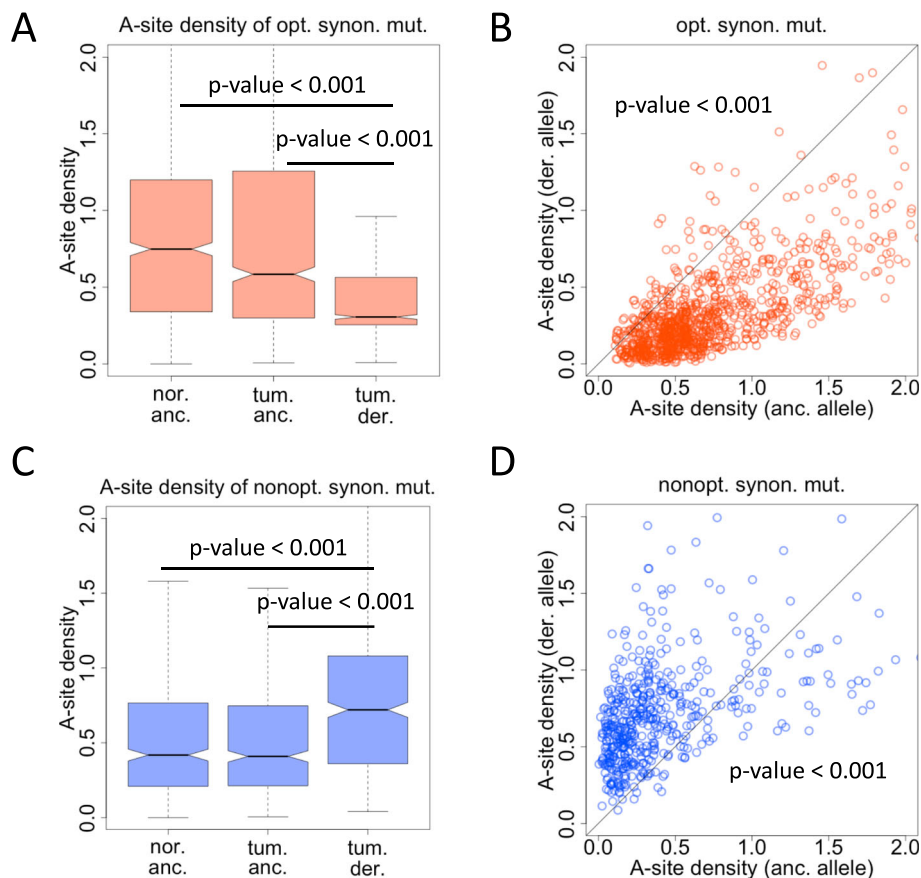 A
A-site density of opt. synon. mut.
p-value < 0.001
p-value < 0.001
A-site density
0.0
0.5
1.0
1.5
2.0
nor.
anc.
tum.
anc.
tum.
der.
B
opt. synon. mut.
p-value < 0.001
A-site density (der. allele)
0.0
0.5
1.0
1.5
2.0
0.0 0.5 1.0 1.5 2.0
A-site density (anc. allele)
C
A-site density of nonopt. synon. mut.
p-value < 0.001
p-value < 0.001
A-site density
0.0
0.5
1.0
1.5
2.0
nor.
anc.
tum.
anc.
tum.
der.
D
nonopt. synon. mut.
p-value < 0.001
A-site density (der. allele)
0.0
0.5
1.0
1.5
2.0
0.0 0.5 1.0 1.5 2.0
A-site density (anc. allele)